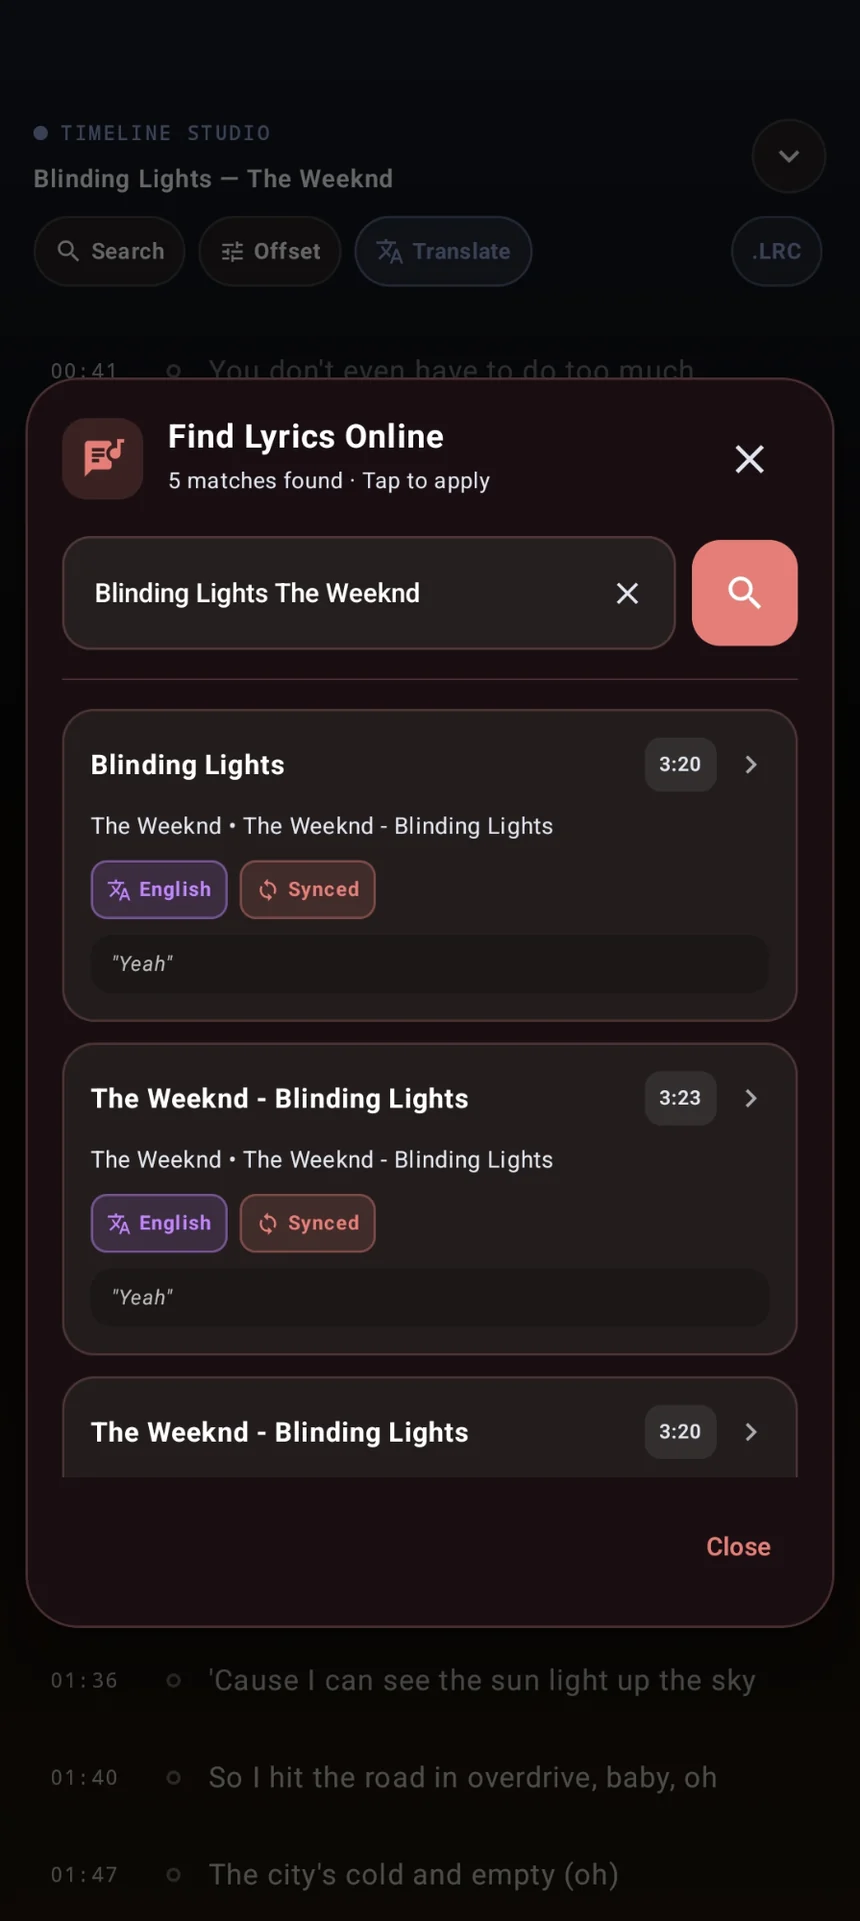 TIMELINE STUDIO
Blinding Lights — The Weeknd
Search
Offset
Translate
.LRC
00:41 You don't even have to do too much
Find Lyrics Online
5 matches found · Tap to apply
Blinding Lights The Weeknd
Blinding Lights 3:20
The Weeknd • The Weeknd - Blinding Lights
English
Synced
"Yeah"
The Weeknd - Blinding Lights 3:23
The Weeknd • The Weeknd - Blinding Lights
English
Synced
"Yeah"
The Weeknd - Blinding Lights 3:20
Close
01:36 'Cause I can see the sun light up the sky
01:40 So I hit the road in overdrive, baby, oh
01:47 The city's cold and empty (oh)